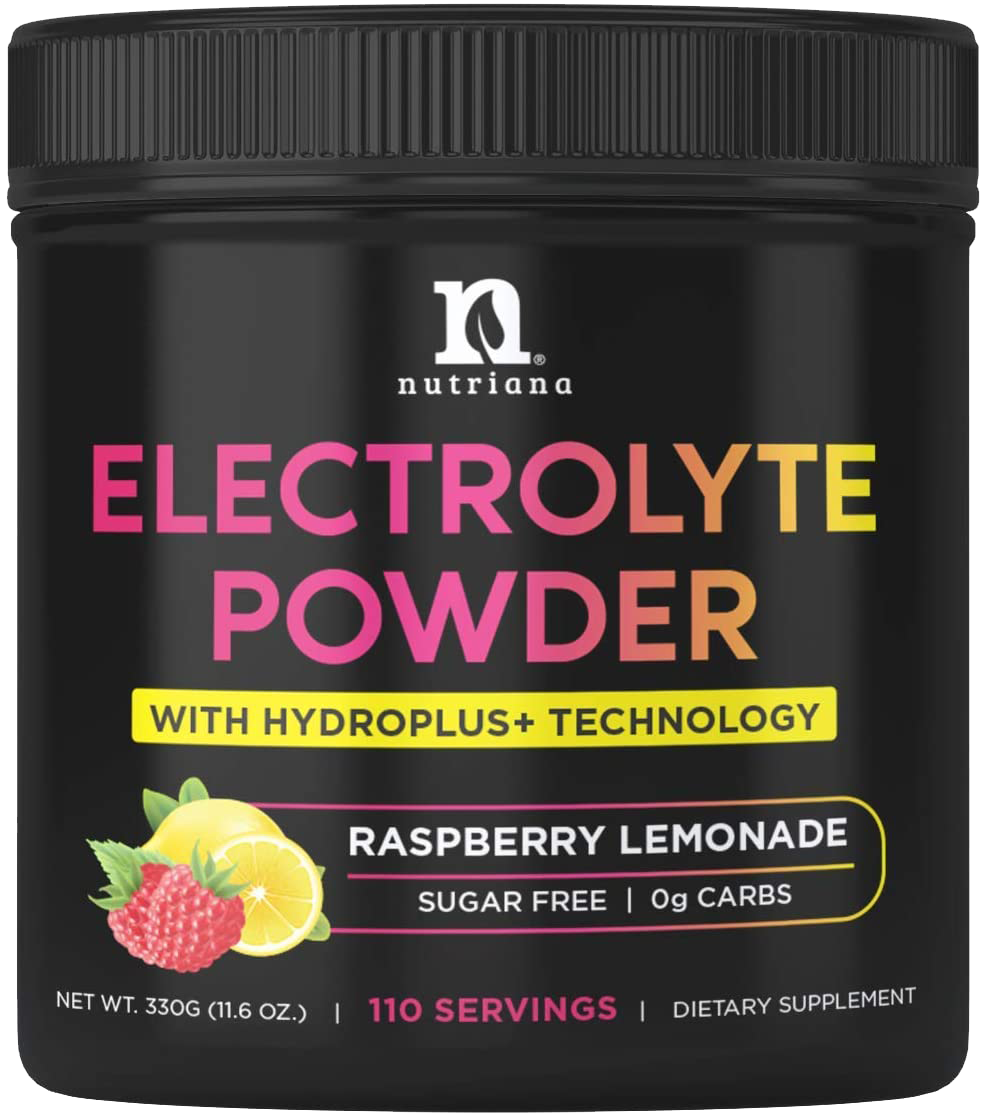 n®
nutriana
ELECTROLYTE
POWDER
WITH HYDROPLUS+ TECHNOLOGY
RASPBERRY LEMONADE
SUGAR FREE | 0g CARBS
NET WT. 330G (11.6 OZ.) | 110 SERVINGS | DIETARY SUPPLEMENT